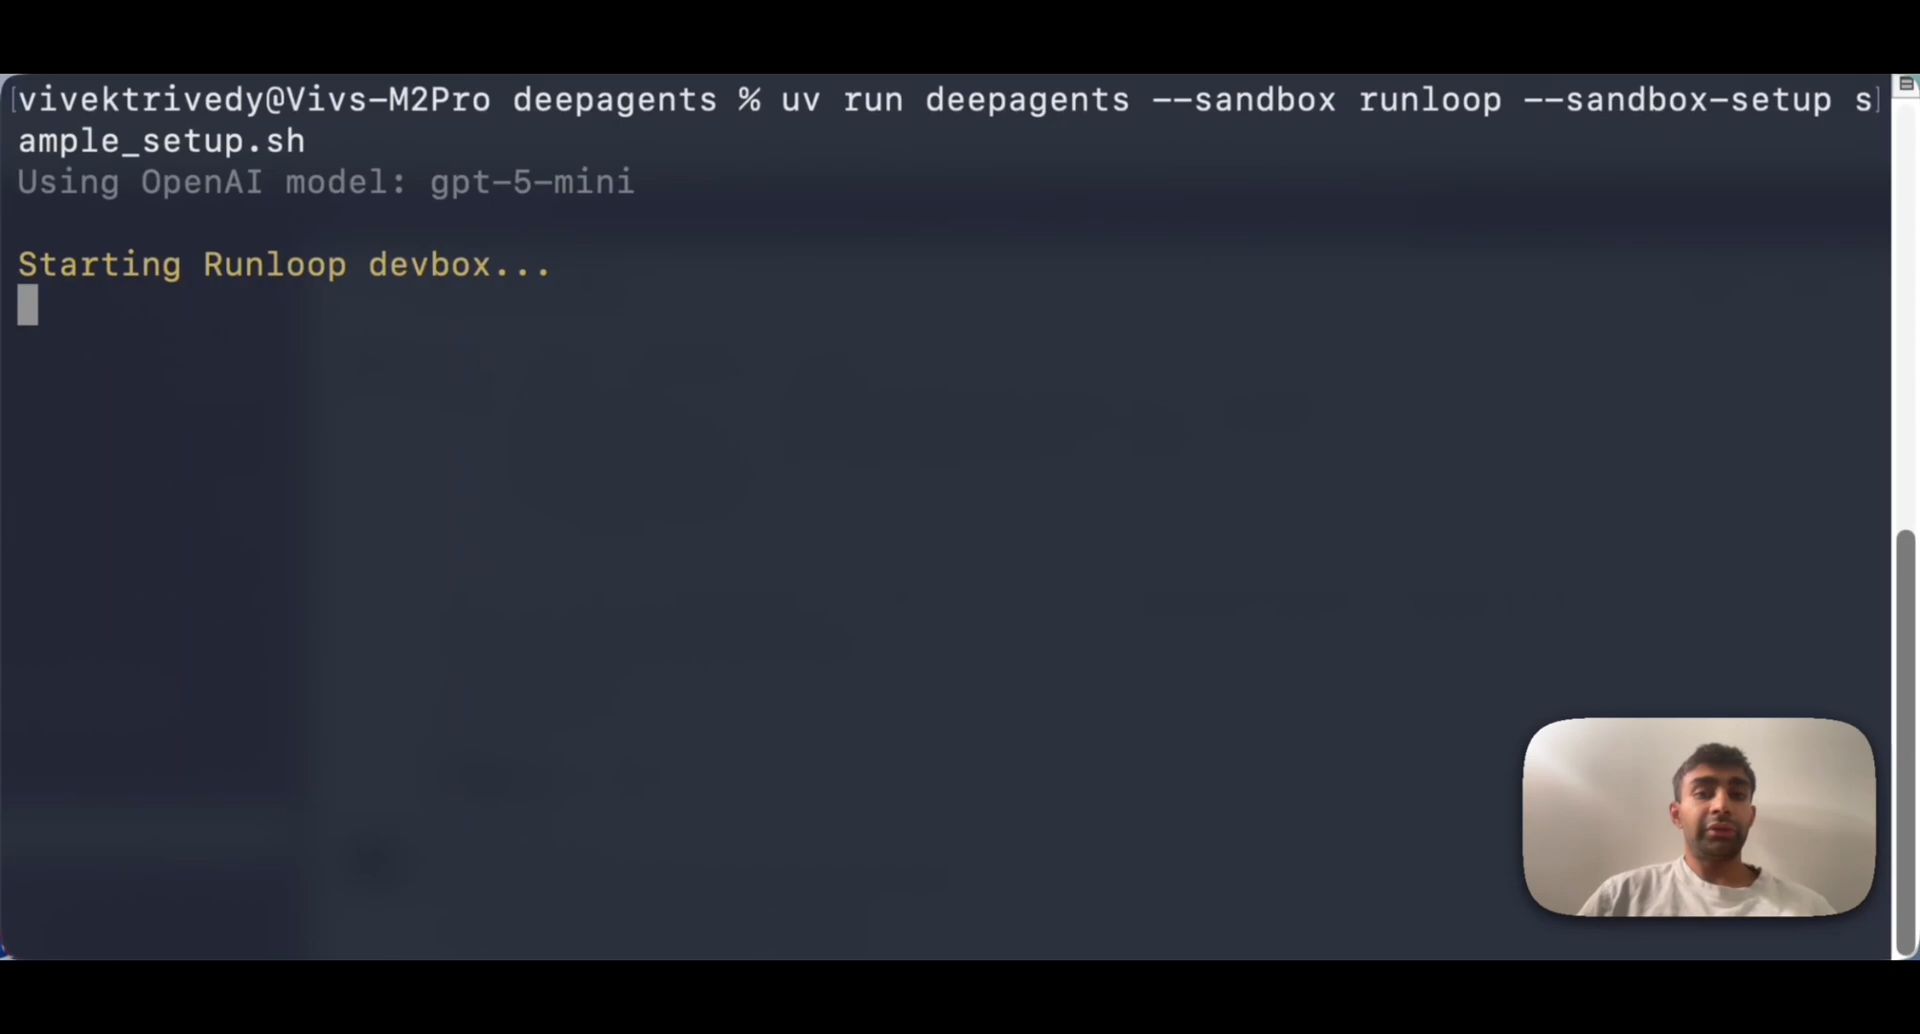 [vivektrivedy@Vivs-M2Pro deepagents % uv run deepagents --sandbox runloop --sandbox-setup s]
ample_setup.sh
Using OpenAI model: gpt-5-mini
Starting Runloop devbox...